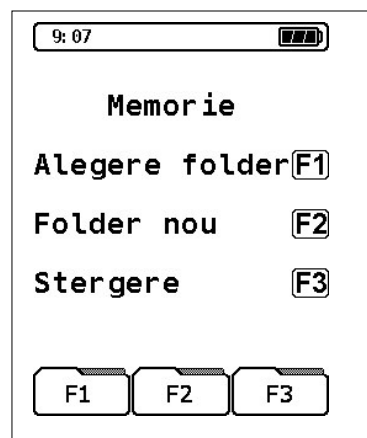 9:07
Memorie
Alegere folder F1
Folder nou F2
Stergere F3
F1 F2 F3